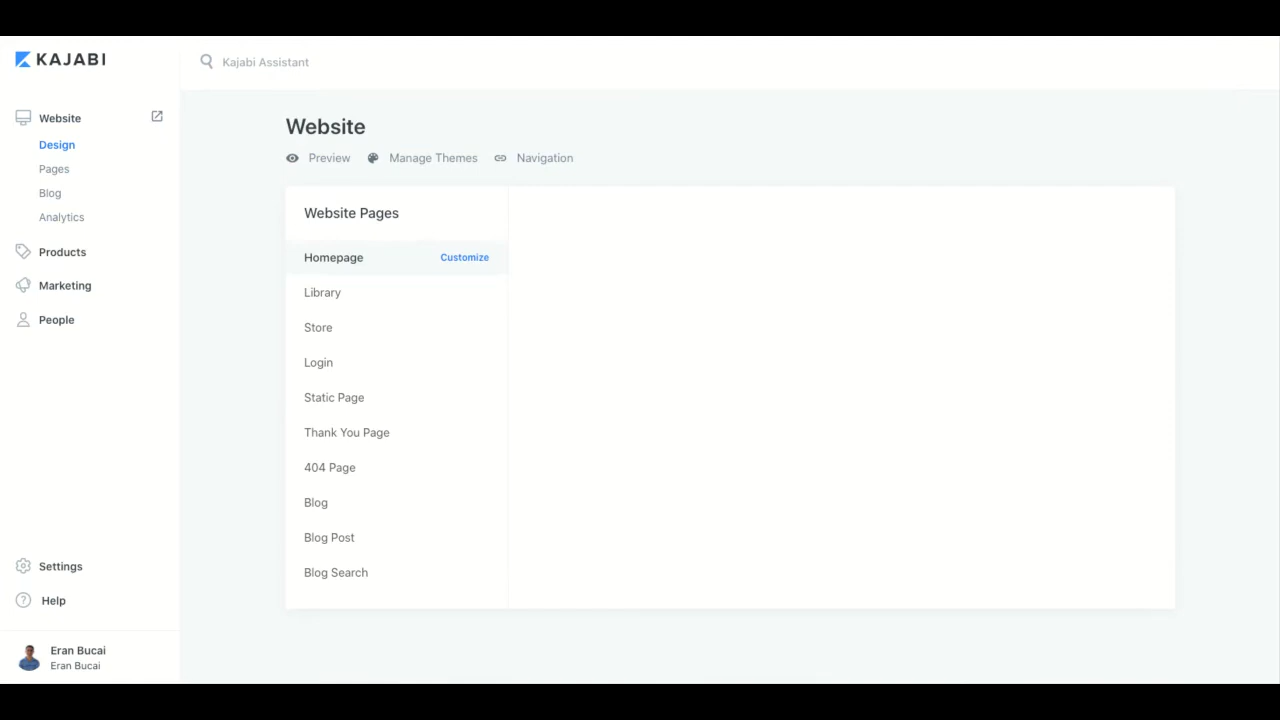 KAJABI
Kajabi Assistant
Website
Design
Pages
Blog
Analytics
Products
Marketing
People
Settings
Help
Eran Bucai
Eran Bucai
Website
Preview Manage Themes Navigation
Website Pages
Homepage Customize
Library
Store
Login
Static Page
Thank You Page
404 Page
Blog
Blog Post
Blog Search